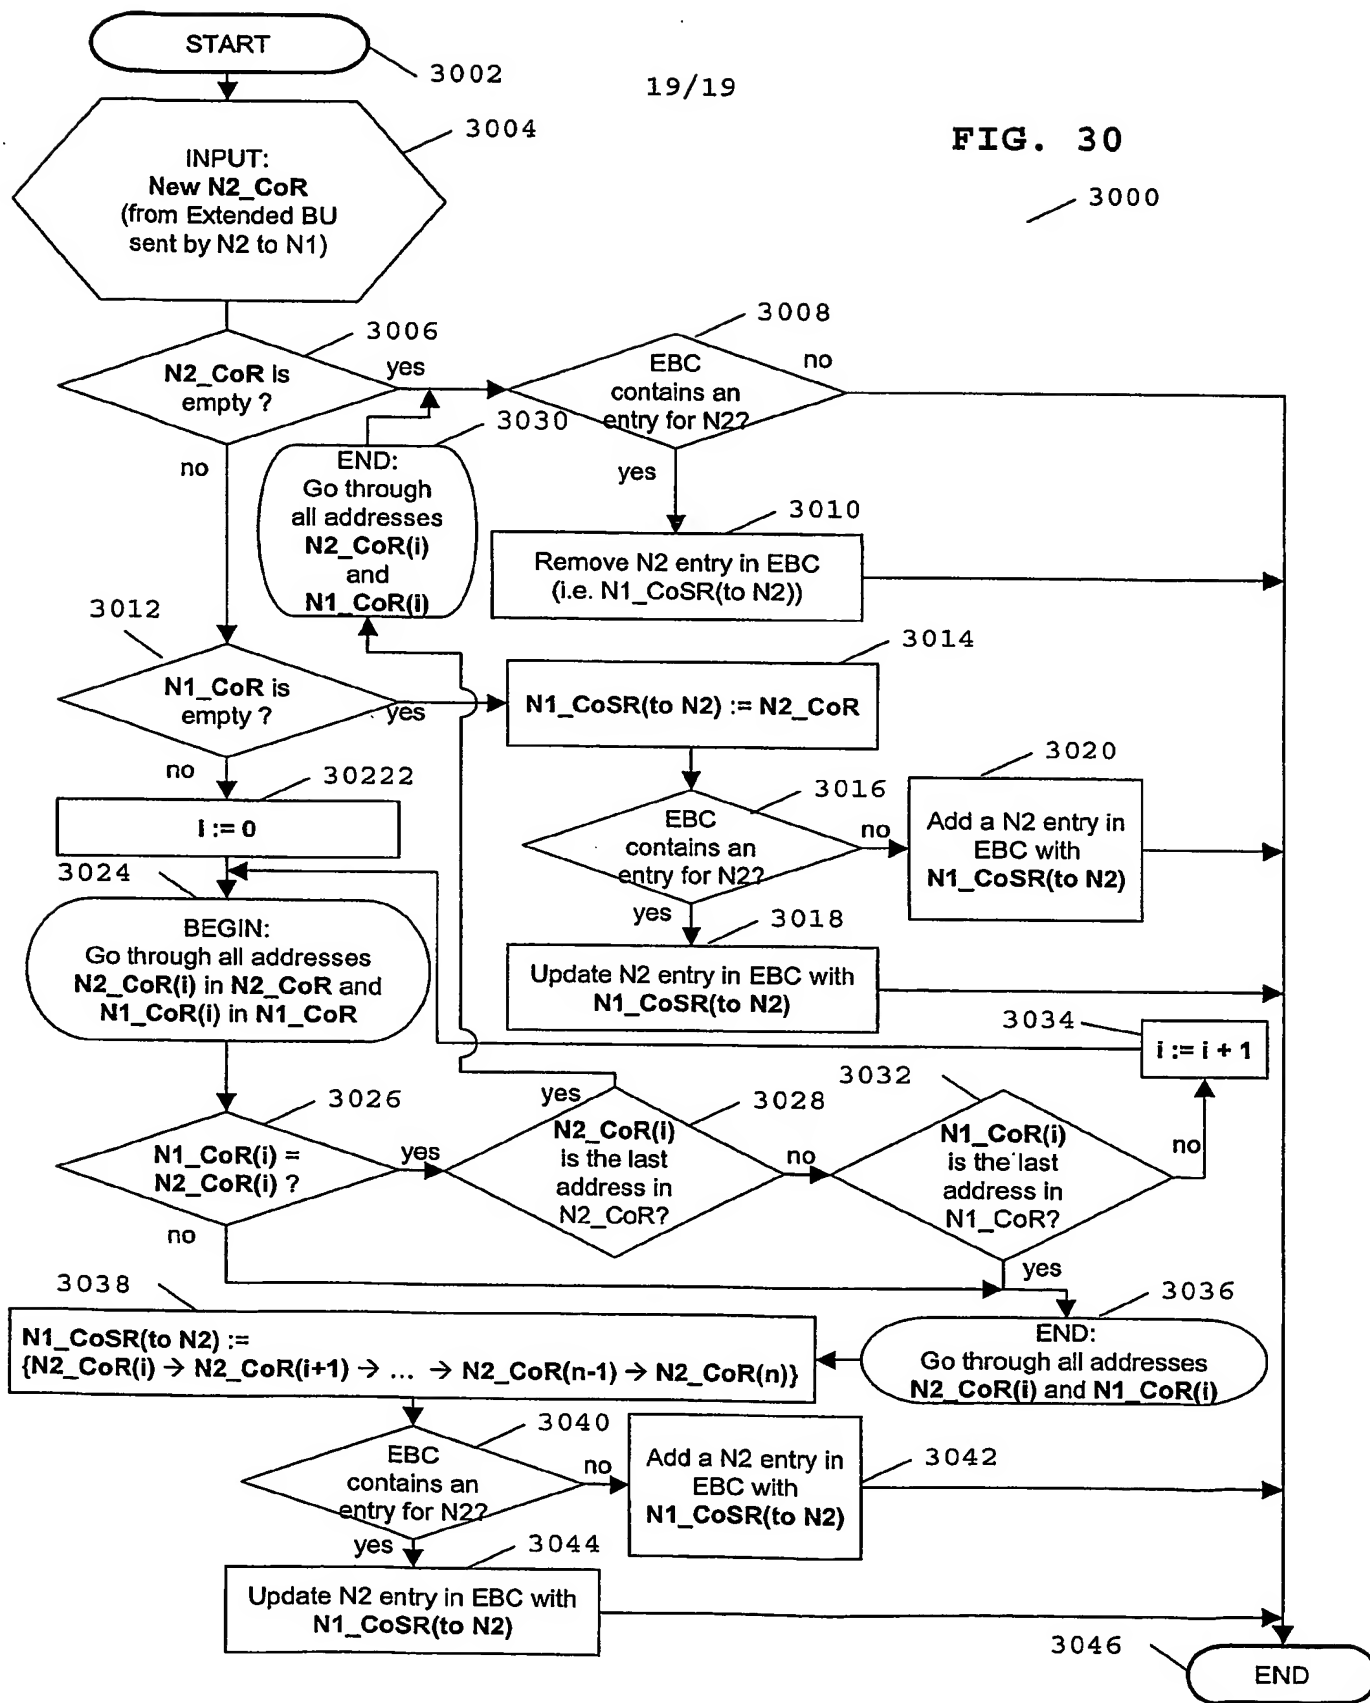 START
3002
19/19
FIG. 30
3000
3004
INPUT:
New N2_CoR
(from Extended BU
sent by N2 to N1)
3006
N2_CoR is
empty ?
yes
no
3008
EBC
contains an
entry for N2?
no
yes
3030
END:
Go through
all addresses
N2_CoR(i)
and
N1_CoR(i)
3010
Remove N2 entry in EBC
(i.e. N1_CoSR(to N2))
3012
N1_CoR is
empty ?
yes
no
3014
N1_CoSR(to N2) := N2_CoR
3016
EBC
contains an
entry for N2?
no
yes
3020
Add a N2 entry in
EBC with
N1_CoSR(to N2)
30222
i := 0
3018
Update N2 entry in EBC with
N1_CoSR(to N2)
3024
BEGIN:
Go through all addresses
N2_CoR(i) in N2_CoR and
N1_CoR(i) in N1_CoR
3034
i := i + 1
3026
N1_CoR(i) =
N2_CoR(i) ?
yes
no
3028
yes
N2_CoR(i)
is the last
address in
N2_CoR?
no
3032
N1_CoR(i)
is the last
address in
N1_CoR?
no
yes
3036
END:
Go through all addresses
N2_CoR(i) and N1_CoR(i)
3038
N1_CoSR(to N2) :=
{N2_CoR(i) → N2_CoR(i+1) → ... → N2_CoR(n-1) → N2_CoR(n)}
3040
EBC
contains an
entry for N2?
no
yes
3042
Add a N2 entry in
EBC with
N1_CoSR(to N2)
3044
Update N2 entry in EBC with
N1_CoSR(to N2)
3046
END